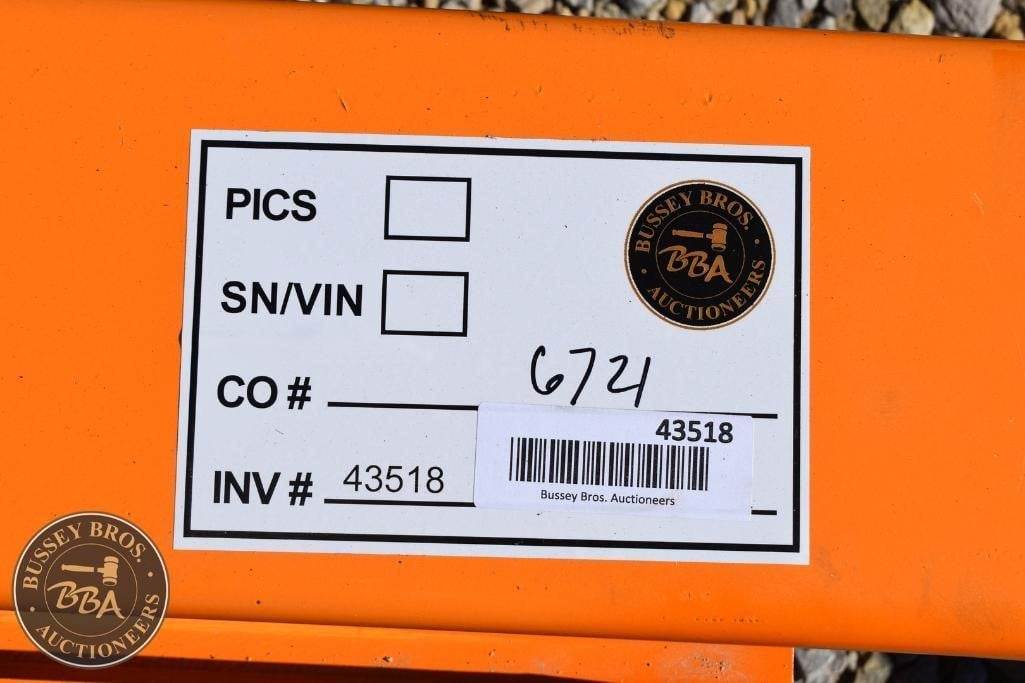 PICS
BUSSEY BROS.
BBA
AUCTIONEERS
SN/VIN
CO # 6721
43518
INV # 43518
Bussey Bros. Auctioneers
BUSSEY BROS.
BBA
AUCTIONEERS